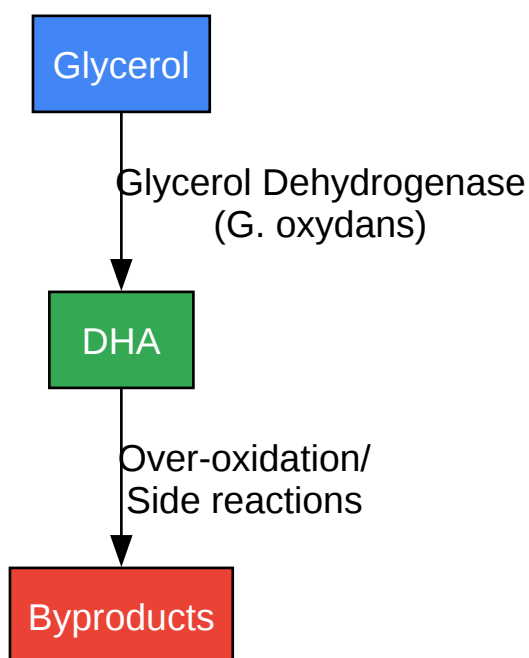 Glycerol
Glycerol Dehydrogenase
(G. oxydans)
DHA
Over-oxidation/
Side reactions
Byproducts